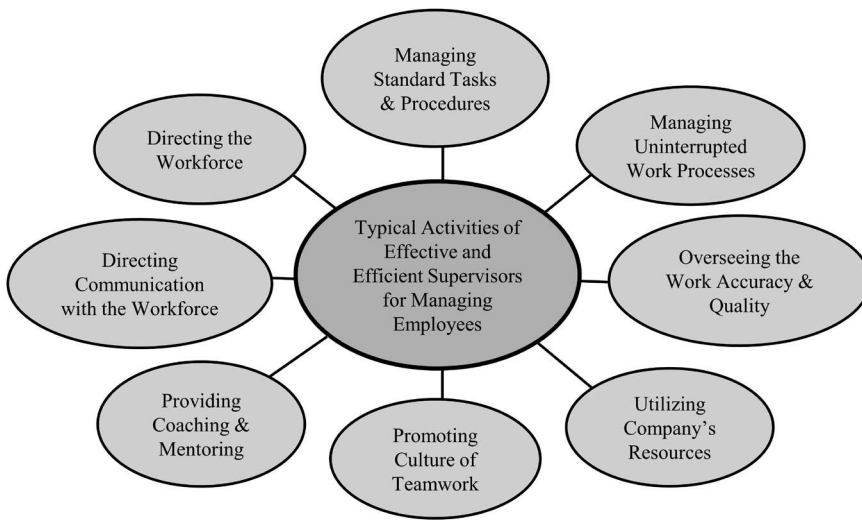 Managing
Standard Tasks
& Procedures
Managing
Uninterrupted
Work Processes
Overseeing the
Work Accuracy &
Quality
Utilizing
Company's
Resources
Promoting
Culture of
Teamwork
Providing
Coaching &
Mentoring
Directing
Communication
with the Workforce
Directing the
Workforce
Typical Activities of
Effective and
Efficient Supervisors
for Managing
Employees